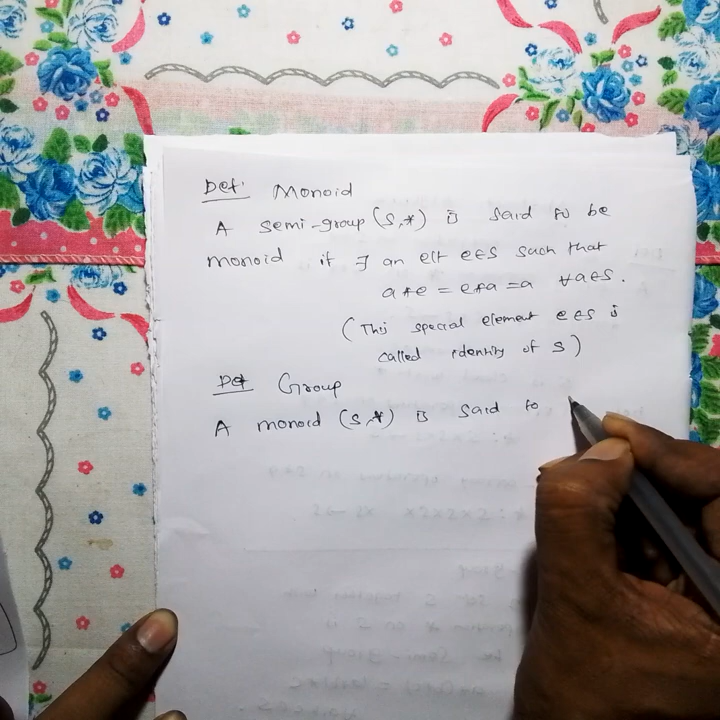 Def. Monoid
A semi-group (S,*) is said to be
monoid if ∃ an elt e∈S such that
a*e = e*a = a ∀a∈S.
(This special element e∈S is
called identity of S)
Def Group
A monoid (S,*) is said to